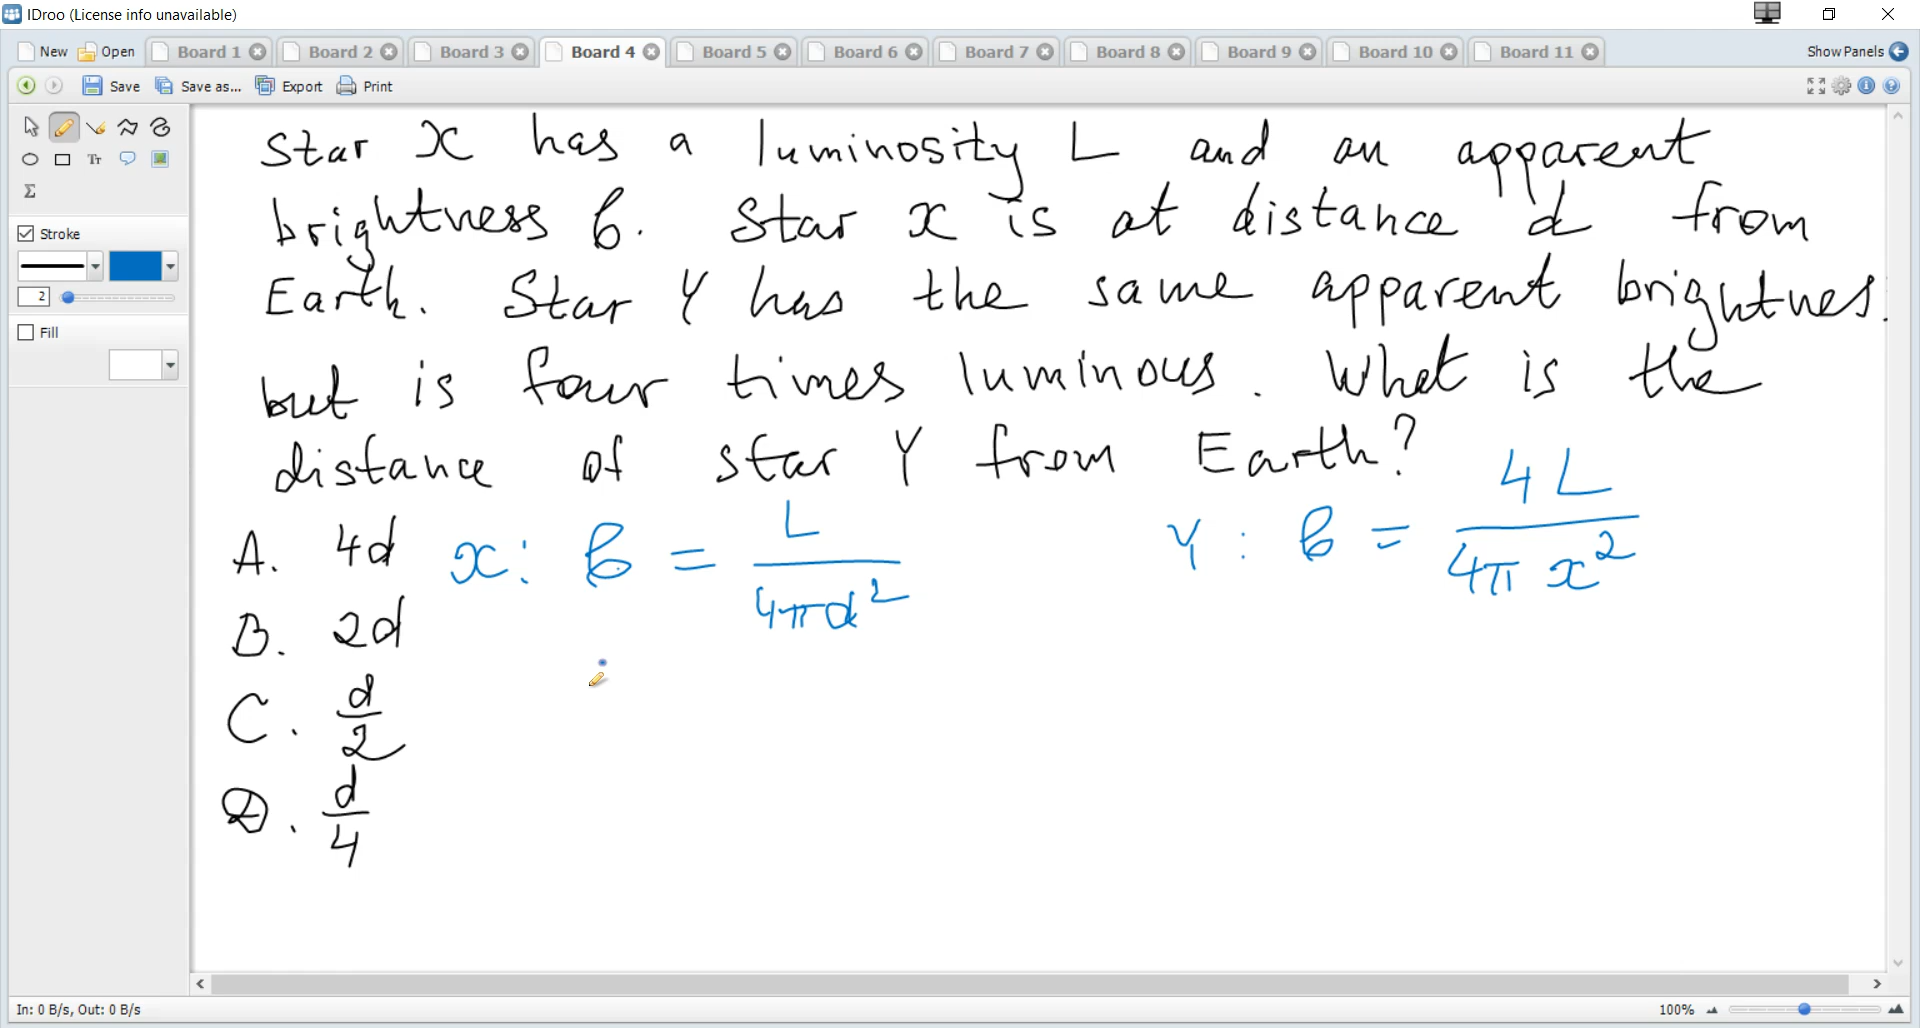 IDroo (License info unavailable)
New Open Board 1 Board 2 Board 3 Board 4 Board 5 Board 6 Board 7 Board 8 Board 9 Board 10 Board 11 Show Panels
Save Save as... Export Print
Tr
Σ
Stroke
2
Fill
Star x has a luminosity L and an apparent
brightness b. Star x is at distance d from
Earth. Star Y has the same apparent brightnes.
but is four times luminous. What is the
distance of star Y from Earth?
A. 4d
B. 2d
C. d/2
D. d/4
x: b = L/4πd²
Y: b = 4L/4πx²
In: 0 B/s, Out: 0 B/s 100%